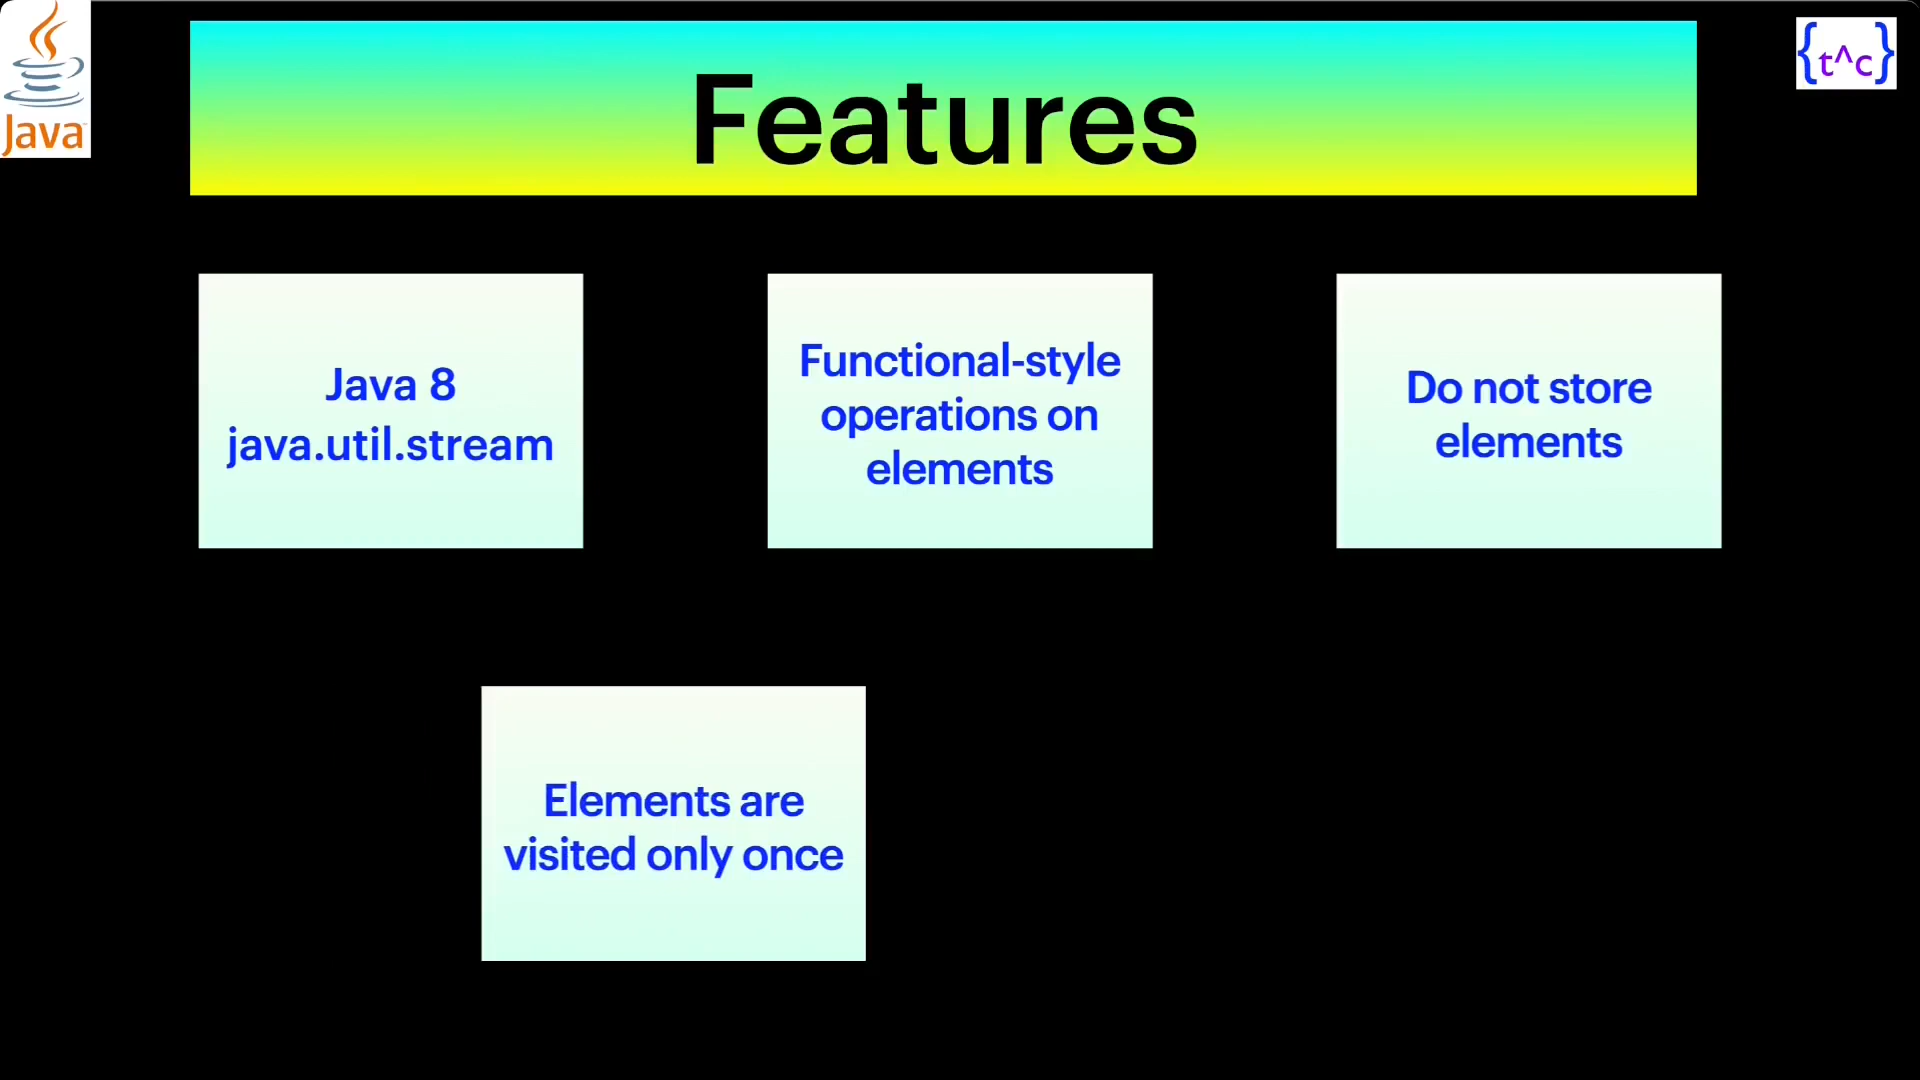 Java
{t^c}
Features
Java 8
java.util.stream
Functional-style
operations on
elements
Do not store
elements
Elements are
visited only once